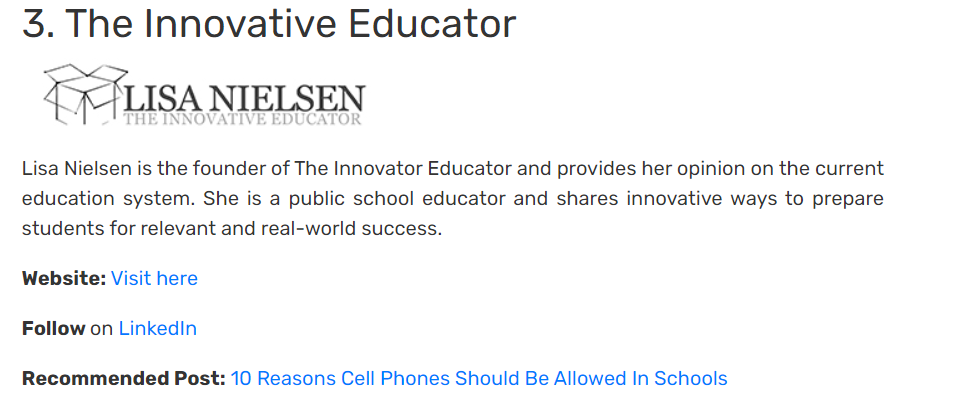 3. The Innovative Educator
LISA NIELSEN
THE INNOVATIVE EDUCATOR
Lisa Nielsen is the founder of The Innovator Educator and provides her opinion on the current
education system. She is a public school educator and shares innovative ways to prepare
students for relevant and real-world success.
Website: Visit here
Follow on LinkedIn
Recommended Post: 10 Reasons Cell Phones Should Be Allowed In Schools